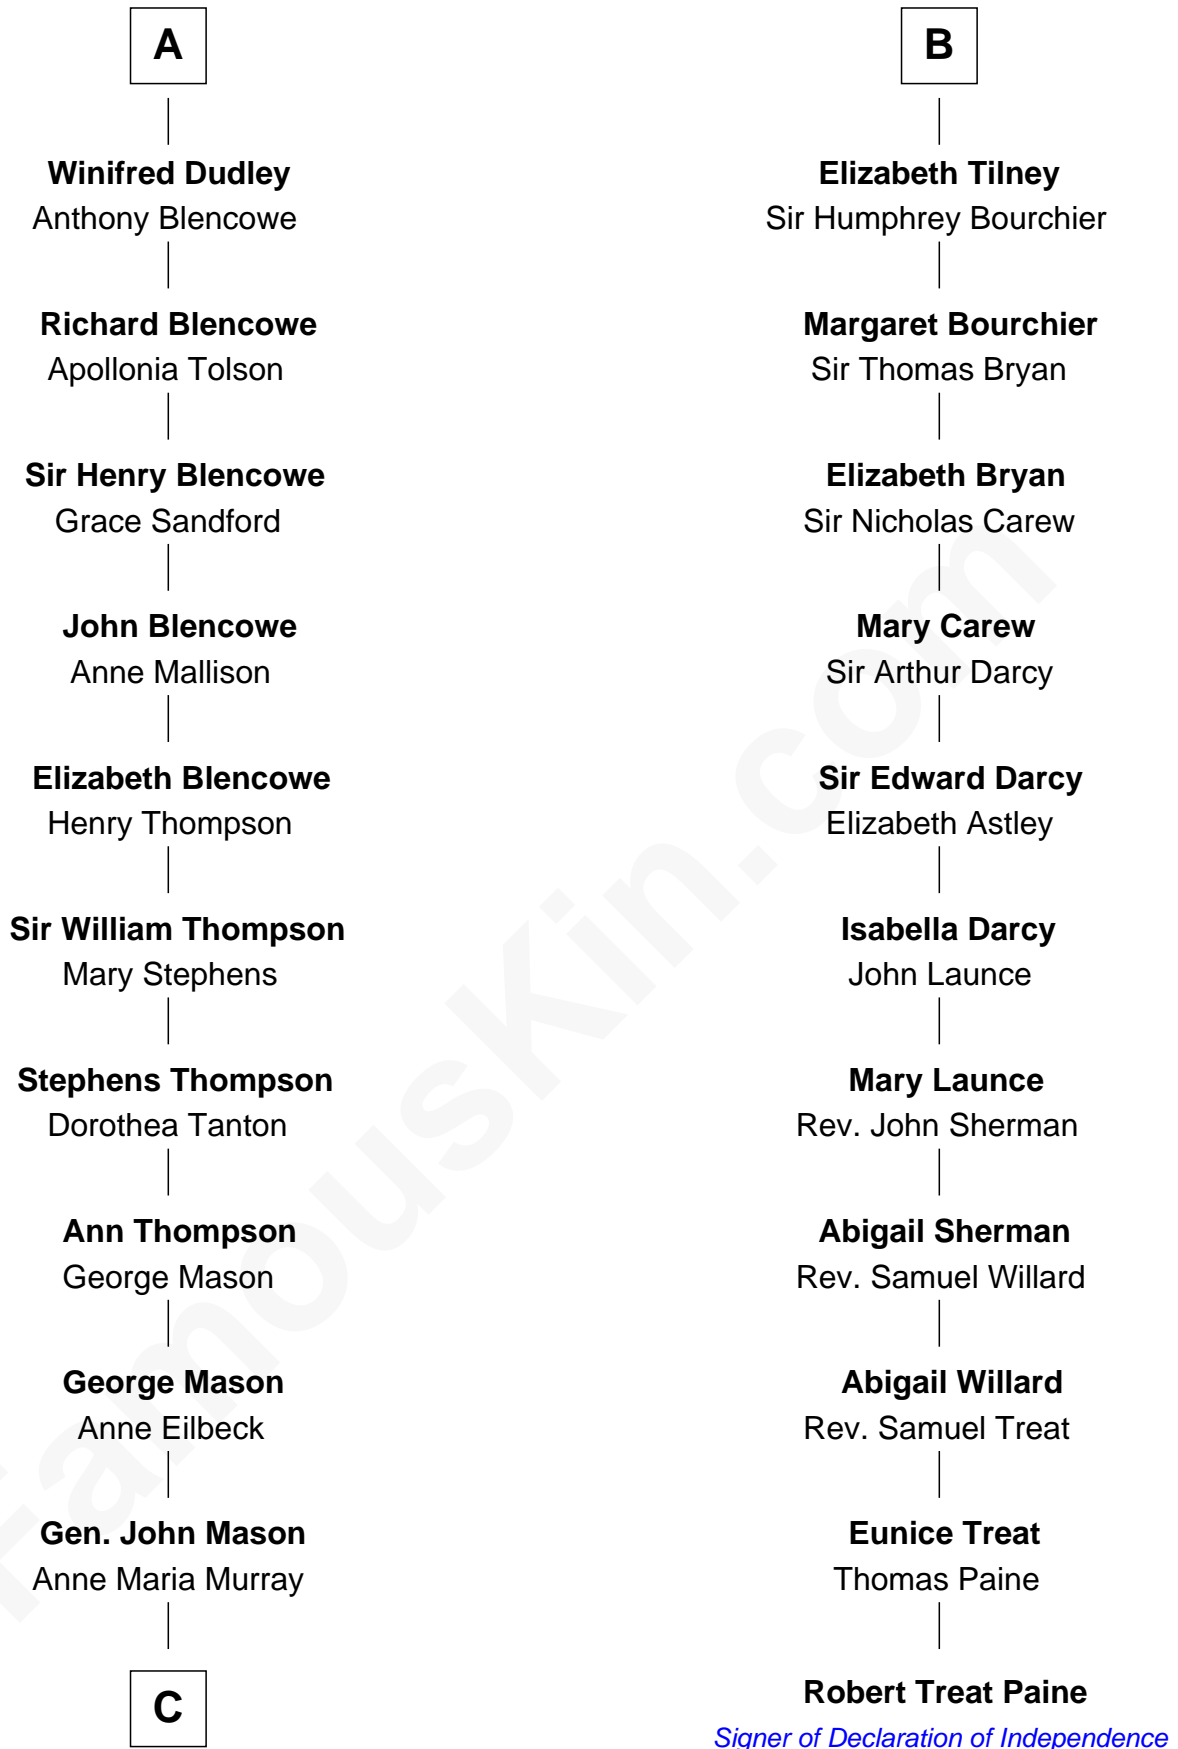 A
Winifred Dudley
Anthony Blencowe
Richard Blencowe
Apollonia Tolson
Sir Henry Blencowe
Grace Sandford
John Blencowe
Anne Mallison
Elizabeth Blencowe
Henry Thompson
Sir William Thompson
Mary Stephens
Stephens Thompson
Dorothea Tanton
Ann Thompson
George Mason
George Mason
Anne Eilbeck
Gen. John Mason
Anne Maria Murray
C
B
Elizabeth Tilney
Sir Humphrey Bourchier
Margaret Bourchier
Sir Thomas Bryan
Elizabeth Bryan
Sir Nicholas Carew
Mary Carew
Sir Arthur Darcy
Sir Edward Darcy
Elizabeth Astley
Isabella Darcy
John Launce
Mary Launce
Rev. John Sherman
Abigail Sherman
Rev. Samuel Willard
Abigail Willard
Rev. Samuel Treat
Eunice Treat
Thomas Paine
Robert Treat Paine
Signer of Declaration of Independence
FamousKin.com